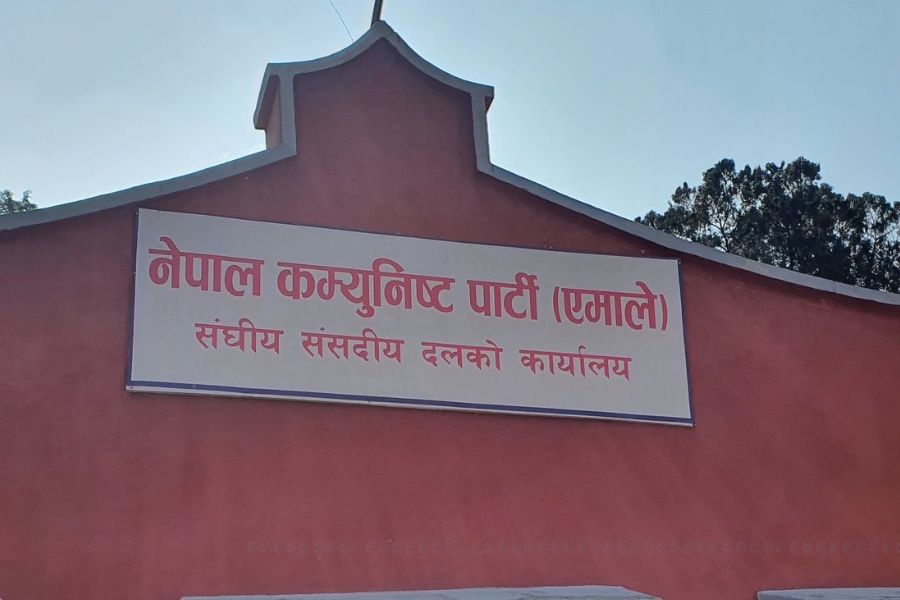 नेपाल कम्युनिष्ट पार्टी (एमाले)
संघीय संसदीय दलको कार्यालय